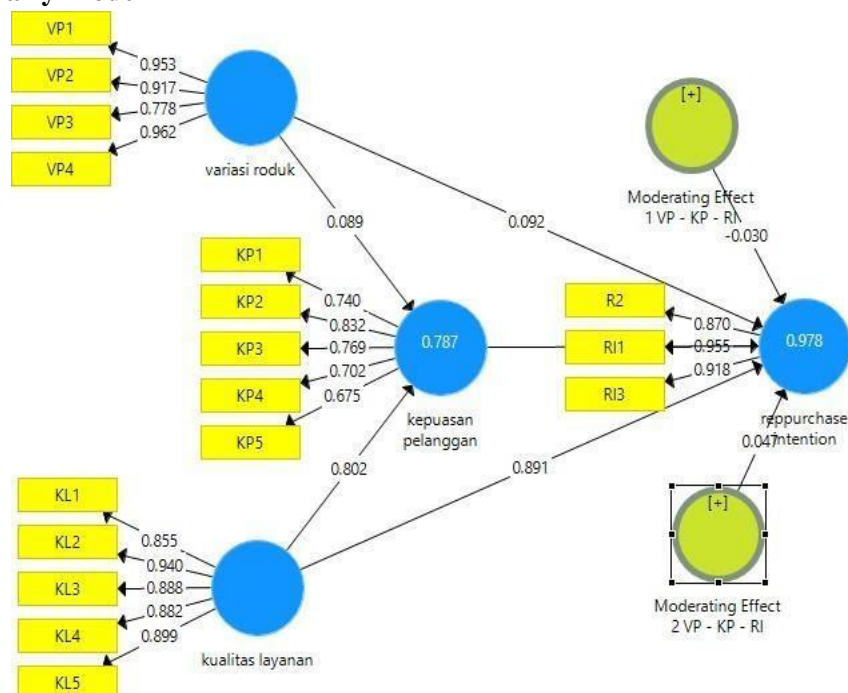 VP1
VP2
VP3
VP4
0.953
0.917
0.778
0.962
variasi roduk
[+]
Moderating Effect
1 VP - KP - RI
-0.030
0.089
0.092
KP1
KP2
KP3
KP4
KP5
0.740
0.832
0.769
0.702
0.675
0.787
kepuasan
pelanggan
R2
RI1
RI3
0.870
0.955
0.918
0.978
reppurchase
intention
0.047
0.802
0.891
KL1
KL2
KL3
KL4
KL5
0.855
0.940
0.888
0.882
0.899
kualitas layanan
[+]
Moderating Effect
2 VP - KP - RI